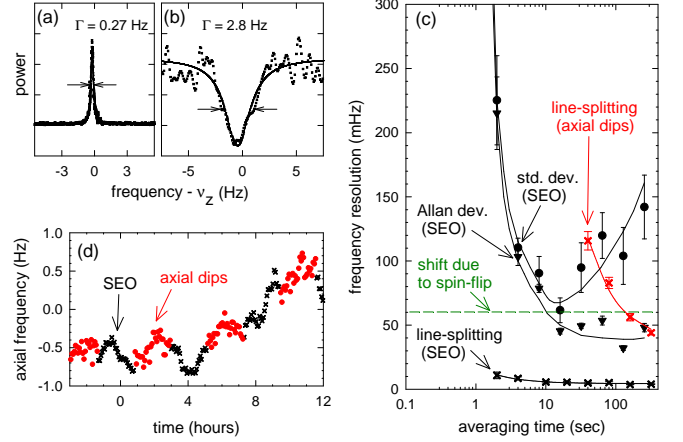 (a)
Γ = 0.27 Hz
(b)
Γ = 2.8 Hz
power
-3
0
3
-5
0
5
frequency - νz (Hz)
(c)
300
250
200
150
100
50
0
frequency resolution (mHz)
line-splitting
(axial dips)
std. dev.
(SEO)
Allan dev.
(SEO)
shift due
to spin-flip
line-splitting
(SEO)
0.1
1
10
100
averaging time (sec)
(d)
1.0
0.5
0.0
-0.5
-1.0
axial frequency (Hz)
SEO
axial dips
0
4
8
12
time (hours)